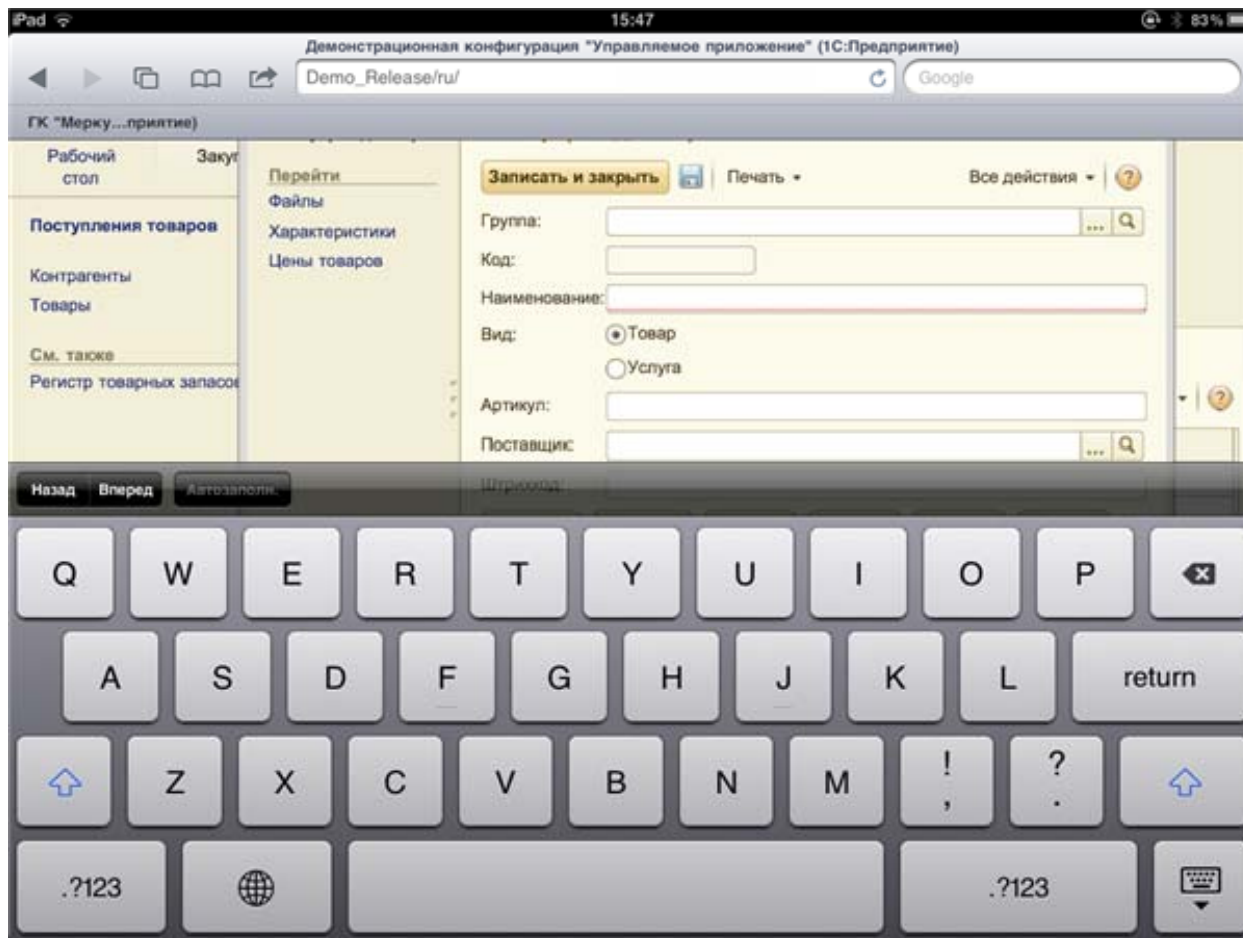 iPad 15:47 83%
Демонстрационная конфигурация "Управляемое приложение" (1С:Предприятие)
Demo_Release/ru/ Google
ГК "Мерку...приятие)
Рабочий
стол
Закуп
Поступления товаров
Контрагенты
Товары
См. также
Регистр товарных запасов
Перейти
Файлы
Характеристики
Цены товаров
Записать и закрыть Печать Все действия ?
Группа: ...
Код:
Наименование:
Вид: Товар
Услуга
Артикул:
Поставщик: ...
Штрихкод:
?
Назад Вперед Автозаполн.
Q W E R T Y U I O P
A S D F G H J K L return
Z X C V B N M ! , ? .
.?123 .?123